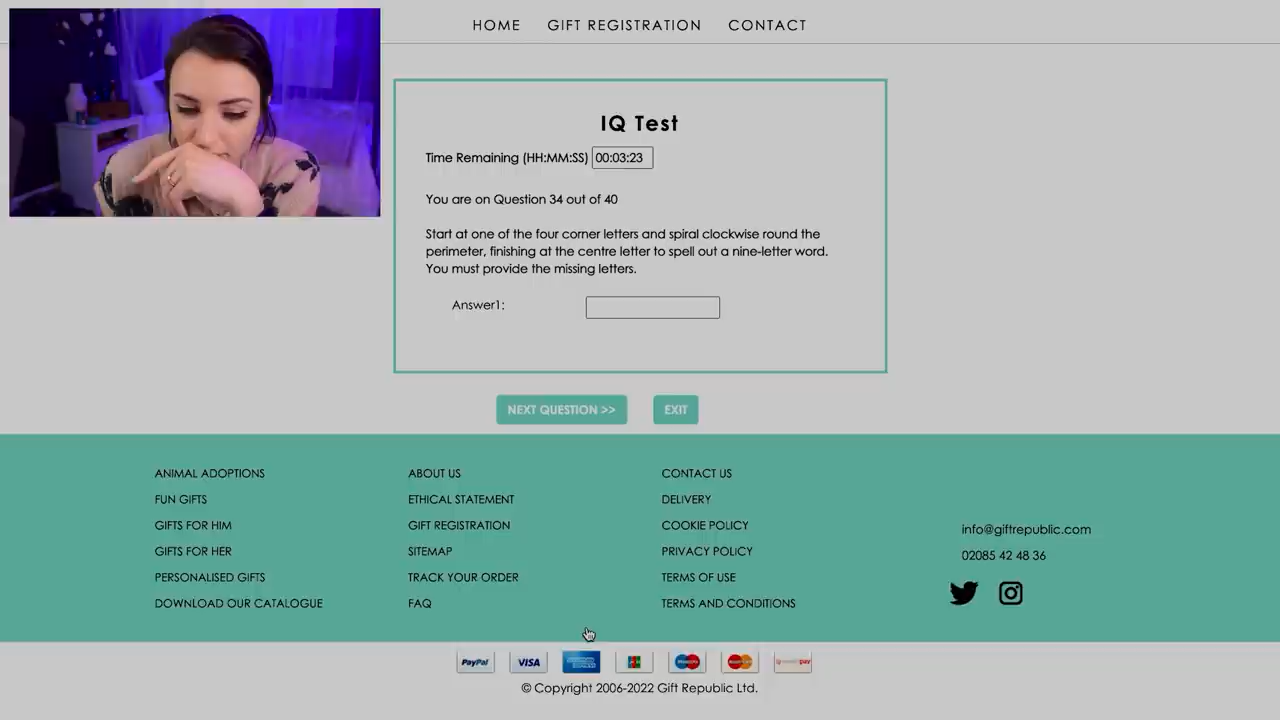 HOME GIFT REGISTRATION CONTACT
IQ Test
Time Remaining (HH:MM:SS) 00:03:23
You are on Question 34 out of 40
Start at one of the four corner letters and spiral clockwise round the
perimeter, finishing at the centre letter to spell out a nine-letter word.
You must provide the missing letters.
Answer1:
NEXT QUESTION >> EXIT
ANIMAL ADOPTIONS
FUN GIFTS
GIFTS FOR HIM
GIFTS FOR HER
PERSONALISED GIFTS
DOWNLOAD OUR CATALOGUE
ABOUT US
ETHICAL STATEMENT
GIFT REGISTRATION
SITEMAP
TRACK YOUR ORDER
FAQ
CONTACT US
DELIVERY
COOKIE POLICY
PRIVACY POLICY
TERMS OF USE
TERMS AND CONDITIONS
info@giftrepublic.com
02085 42 48 36
PayPal VISA
© Copyright 2006-2022 Gift Republic Ltd.